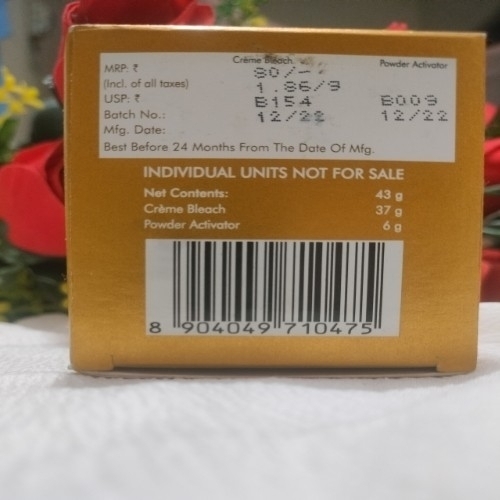 Crème Bleach Powder Activator
MRP: ₹ 80/-
(Incl. of all taxes)
USP: ₹ 1.86/g
Batch No.: B154 B009
Mfg. Date: 12/22 12/22
Best Before 24 Months From The Date Of Mfg.
INDIVIDUAL UNITS NOT FOR SALE
Net Contents: 43 g
Crème Bleach 37 g
Powder Activator 6 g
8 904049 710475